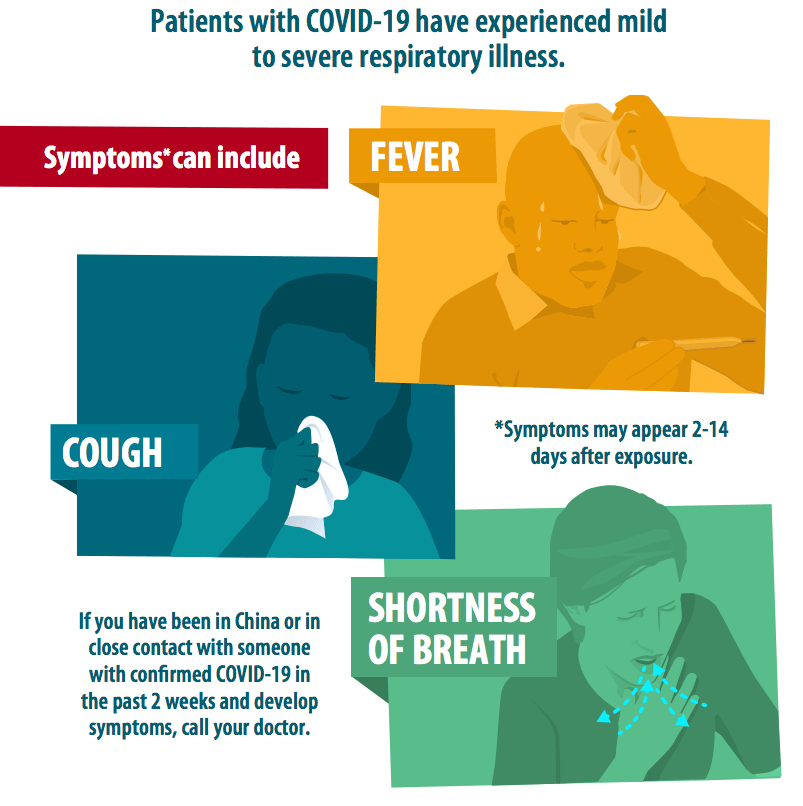 Patients with COVID-19 have experienced mild
to severe respiratory illness.
Symptoms* can include
FEVER
COUGH
*Symptoms may appear 2-14
days after exposure.
SHORTNESS
OF BREATH
If you have been in China or in
close contact with someone
with confirmed COVID-19 in
the past 2 weeks and develop
symptoms, call your doctor.